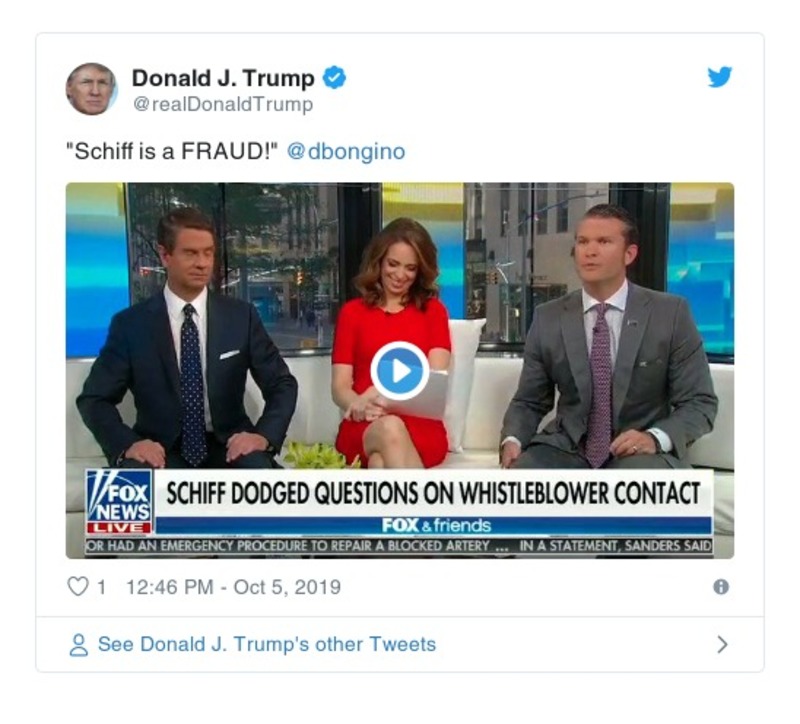 Donald J. Trump
@realDonaldTrump
"Schiff is a FRAUD!" @dbongino
FOX
NEWS
LIVE
SCHIFF DODGED QUESTIONS ON WHISTLEBLOWER CONTACT
FOX & friends
OR HAD AN EMERGENCY PROCEDURE TO REPAIR A BLOCKED ARTERY ... IN A STATEMENT, SANDERS SAID
1 12:46 PM - Oct 5, 2019
See Donald J. Trump's other Tweets